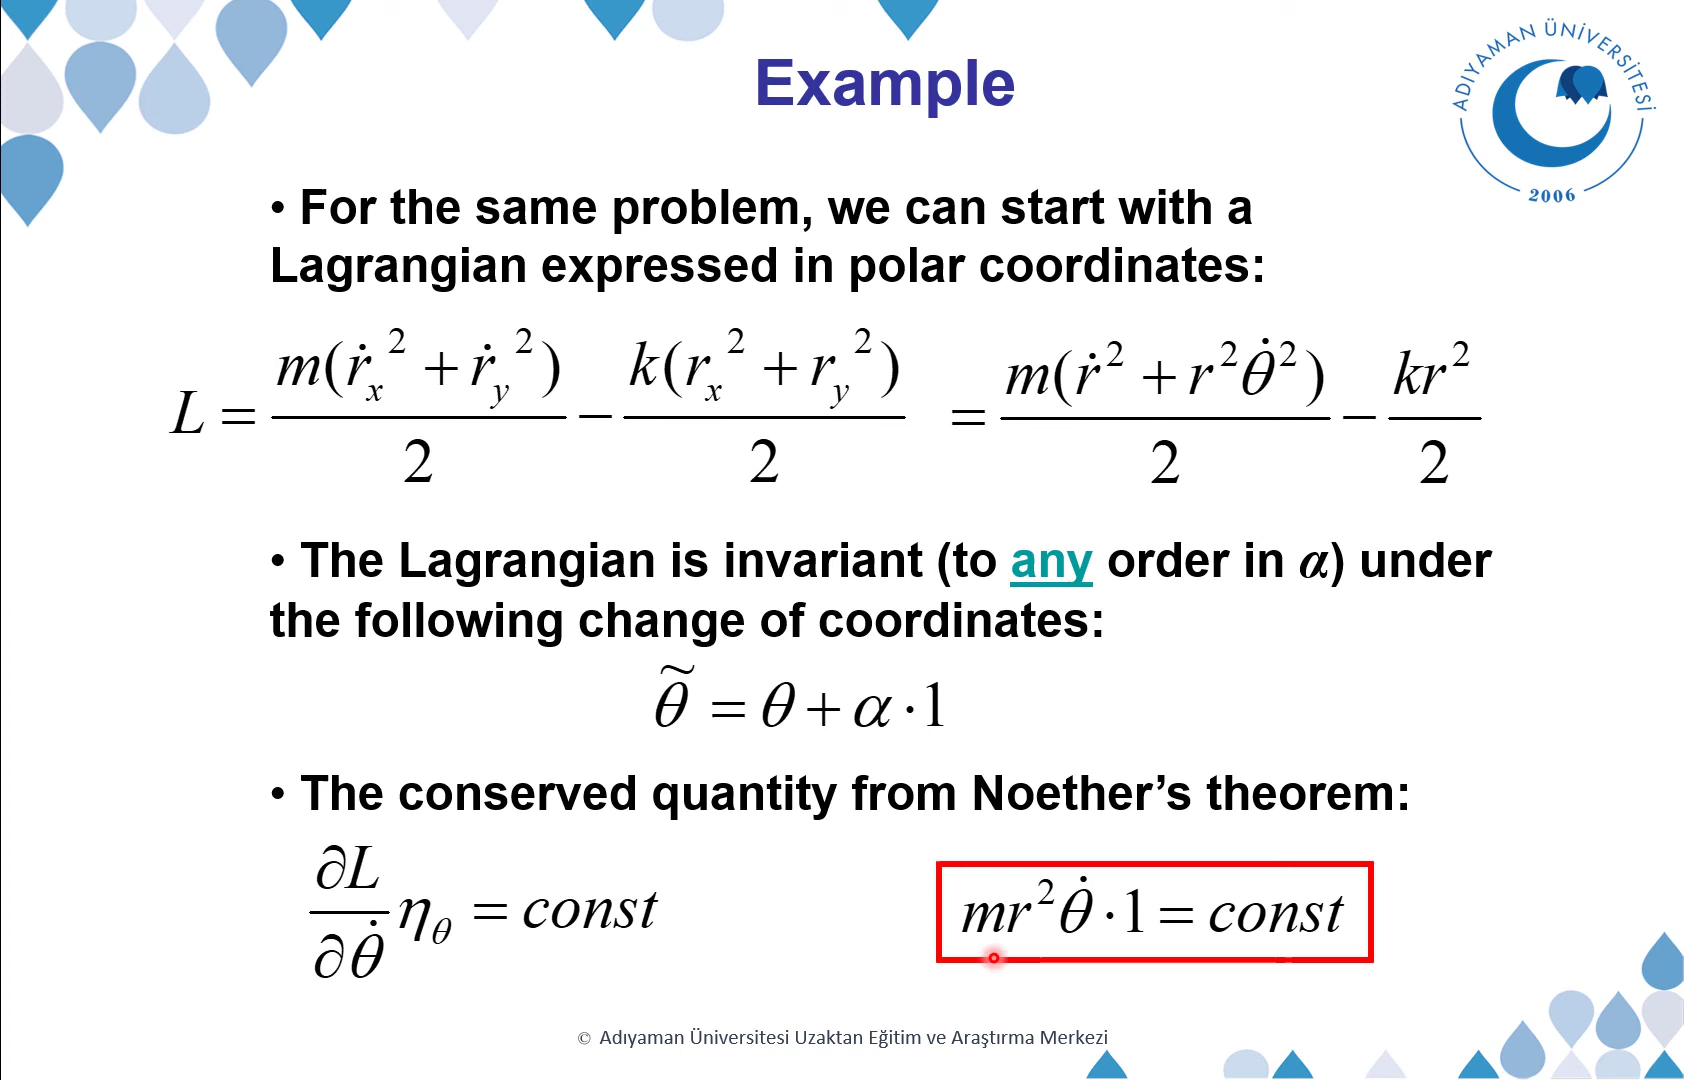 Example
ADIYAMAN ÜNİVERSİTESİ
2006
• For the same problem, we can start with a
Lagrangian expressed in polar coordinates:
L = m(ṙₓ² + ṙ_y²)/2 − k(rₓ² + r_y²)/2 = m(ṙ² + r²θ̇²)/2 − kr²/2
• The Lagrangian is invariant (to any order in α) under
the following change of coordinates:
θ̃ = θ + α · 1
• The conserved quantity from Noether’s theorem:
∂L/∂θ̇ η_θ = const    mr²θ̇ · 1 = const
© Adıyaman Üniversitesi Uzaktan Eğitim ve Araştırma Merkezi